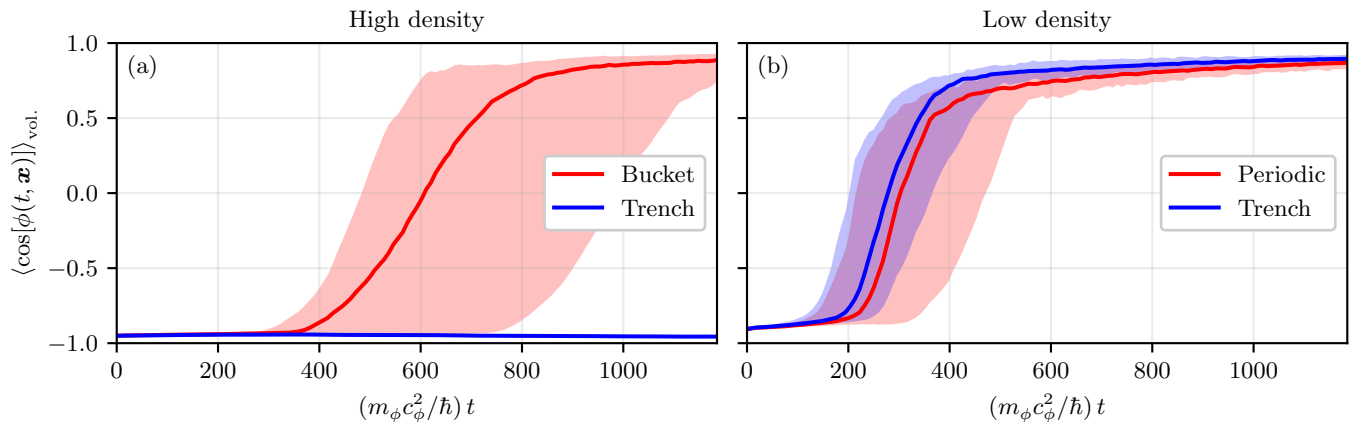 High density
Low density
⟨cos[ϕ(t, x)]⟩vol.
1.0
0.5
0.0
−0.5
−1.0
(a)
Bucket
Trench
0
200
400
600
800
1000
(mϕc²ϕ/ħ) t
(b)
Periodic
Trench
0
200
400
600
800
1000
(mϕc²ϕ/ħ) t